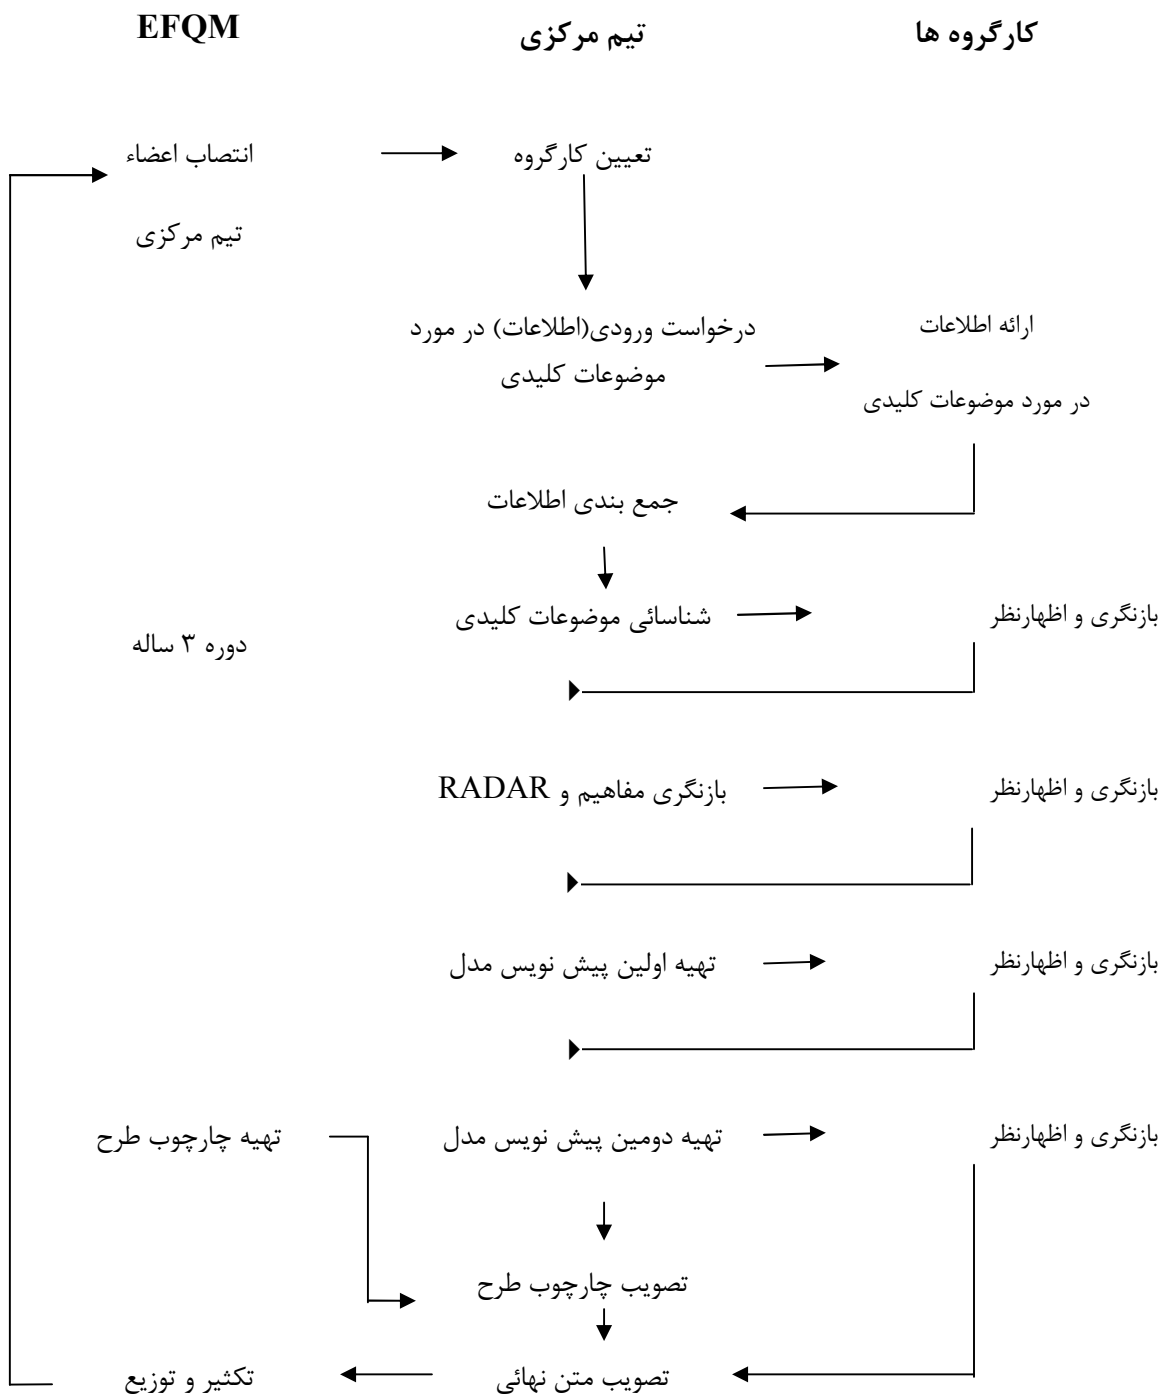 EFQM
تیم مرکزی
کارگروه ها
انتصاب اعضاء
تیم مرکزی
تعیین کارگروه
درخواست ورودی(اطلاعات) در مورد
موضوعات کلیدی
ارائه اطلاعات
در مورد موضوعات کلیدی
جمع بندی اطلاعات
شناسائی موضوعات کلیدی
بازنگری و اظهارنظر
دوره ۳ ساله
بازنگری مفاهیم و RADAR
بازنگری و اظهارنظر
تهیه اولین پیش نویس مدل
بازنگری و اظهارنظر
تهیه چارچوب طرح
تهیه دومین پیش نویس مدل
بازنگری و اظهارنظر
تصویب چارچوب طرح
تصویب متن نهائی
تکثیر و توزیع